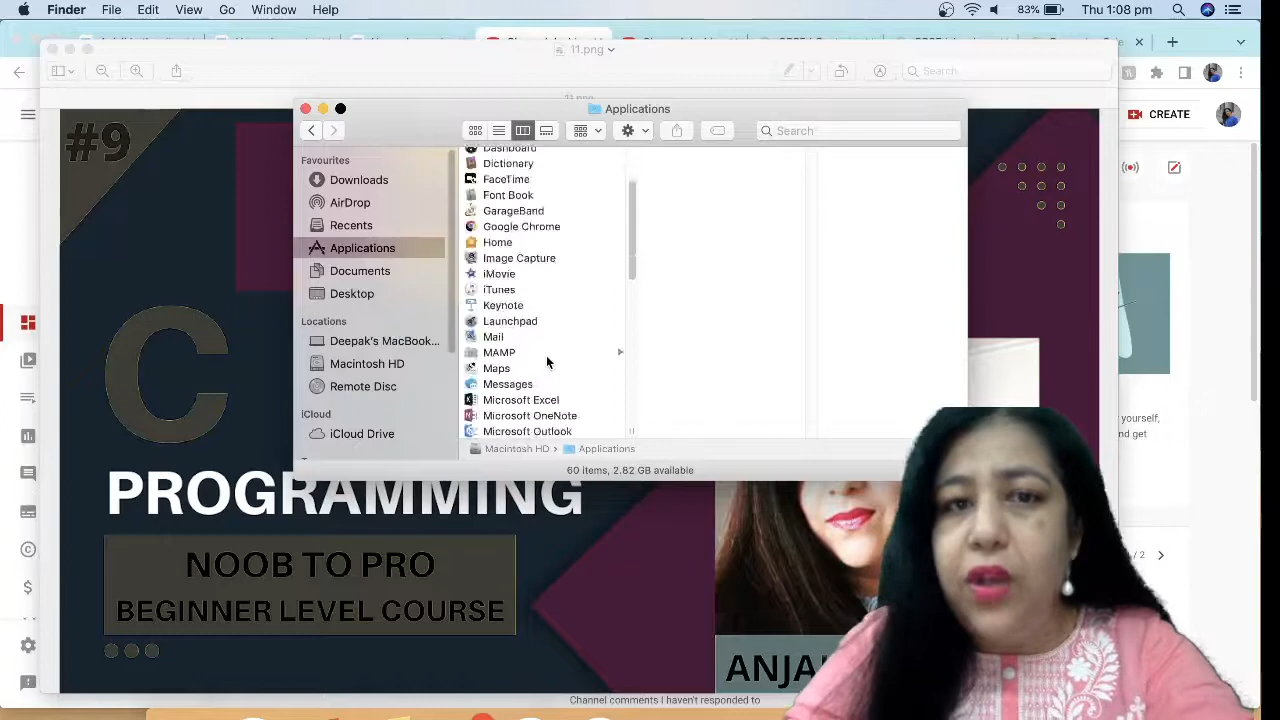 Finder File Edit View Go Window Help
83% Thu 1:08 pm
11.png
Search
CREATE
Applications
Search
#9
Favourites
Downloads
AirDrop
Recents
Applications
Documents
Desktop
Locations
Deepak's MacBook...
Macintosh HD
Remote Disc
iCloud
iCloud Drive
Dashboard
Dictionary
FaceTime
Font Book
GarageBand
Google Chrome
Home
Image Capture
iMovie
iTunes
Keynote
Launchpad
Mail
MAMP
Maps
Messages
Microsoft Excel
Microsoft OneNote
Microsoft Outlook
Macintosh HD › Applications
60 items, 2.82 GB available
C
PROGRAMMING
NOOB TO PRO
BEGINNER LEVEL COURSE
yourself,
nd get
/ 2
Channel comments I haven't responded to